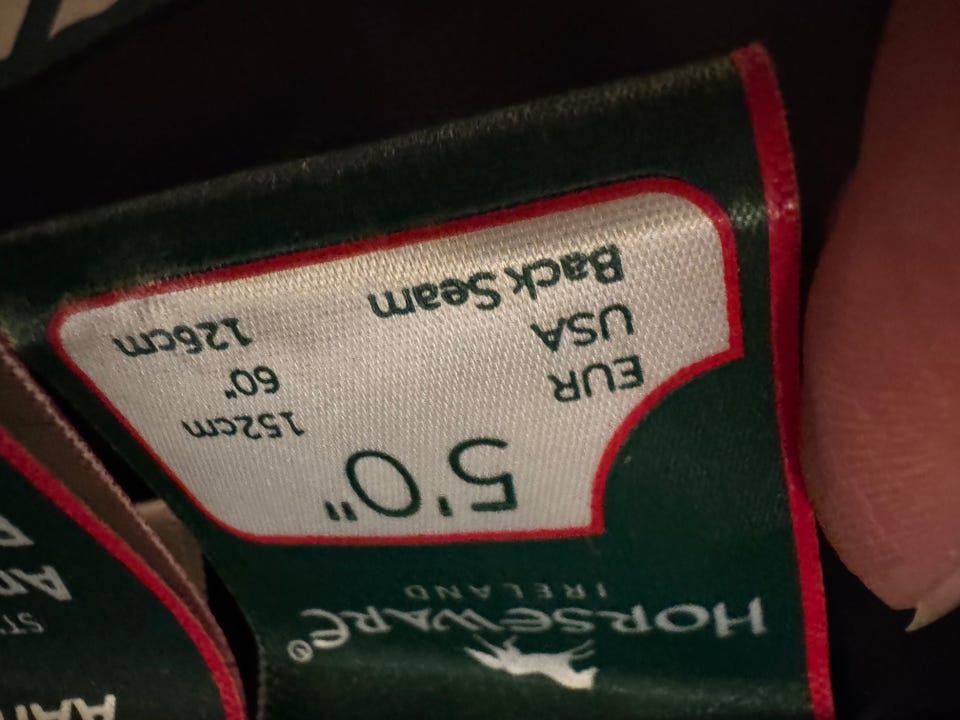 HORSEWARE®
IRELAND
5'0"
EUR 152cm
USA 60"
Back Seam 126cm